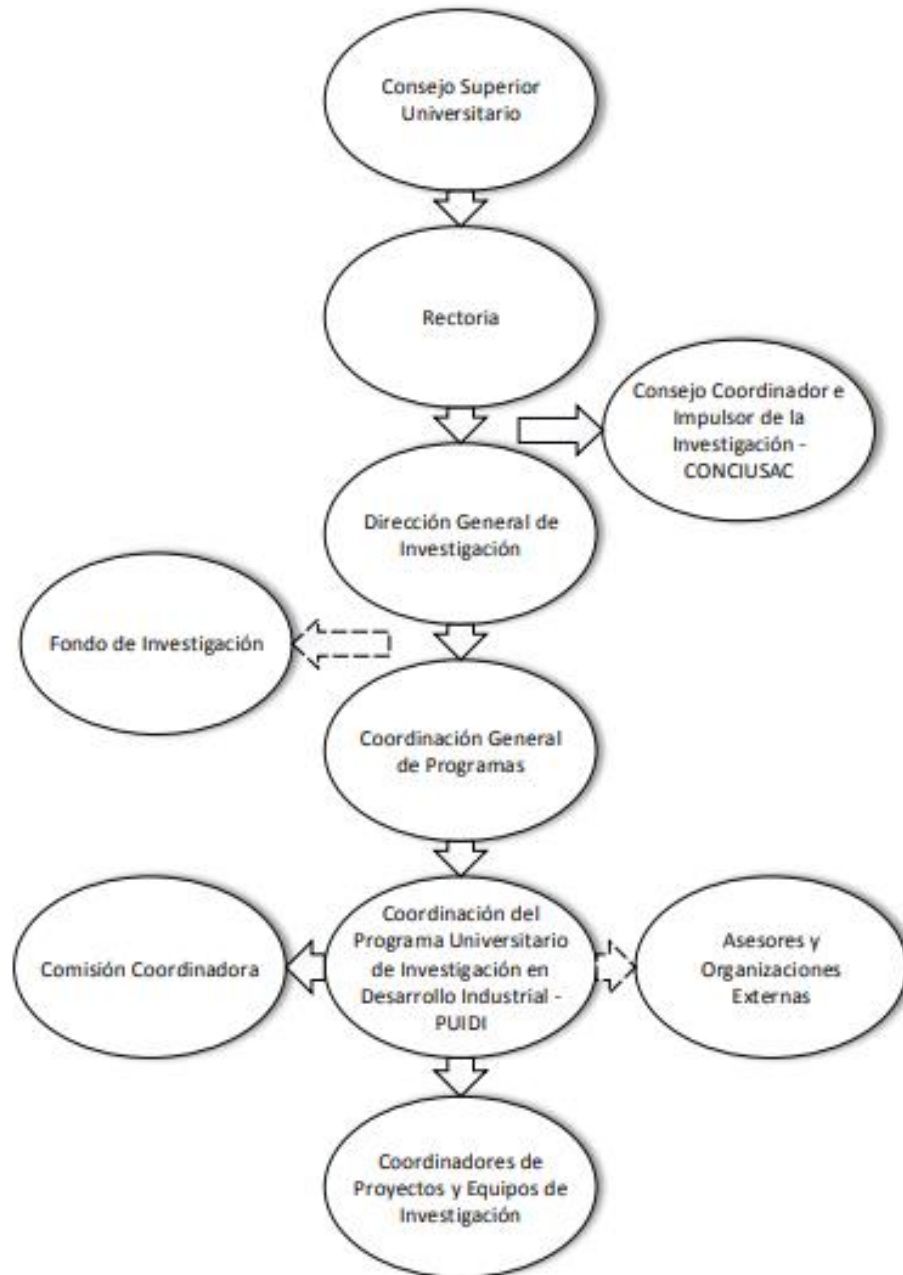 Consejo Superior
Universitario
Rectoria
Consejo Coordinador e
Impulsor de la
Investigación -
CONCIUSAC
Dirección General de
Investigación
Fondo de Investigación
Coordinación General
de Programas
Comisión Coordinadora
Coordinación del
Programa Universitario
de Investigación en
Desarrollo Industrial -
PUIDI
Asesores y
Organizaciones
Externas
Coordinadores de
Proyectos y Equipos de
Investigación